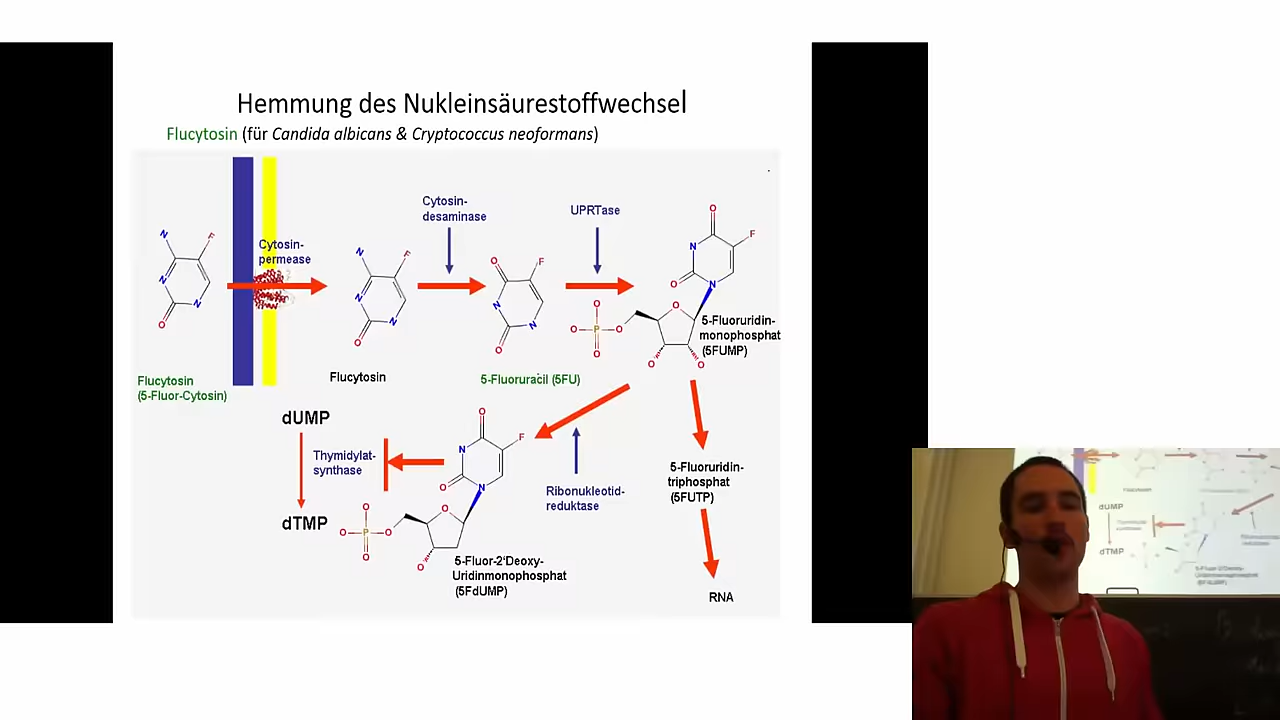 Hemmung des Nukleinsäurestoffwechsel
Flucytosin (für Candida albicans & Cryptococcus neoformans)
Cytosin-
permease
Cytosin-
desaminase
UPRTase
N
F
N
N
O
N
F
N
N
O
O
F
N
N
O
O
F
N
O
N
O
O
O
P
O
O
O
O
5-Fluoruridin-
monophosphat
(5FUMP)
Flucytosin
(5-Fluor-Cytosin)
Flucytosin
5-Fluoruracil (5FU)
dUMP
Thymidylat-
synthase
dTMP
O
F
N
O
N
O
O
O
P
O
O
O
Ribonukleotid-
reduktase
5-Fluor-2'Deoxy-
Uridinmonophosphat
(5FdUMP)
5-Fluoruridin-
triphosphat
(5FUTP)
RNA
dUMP
dTMP